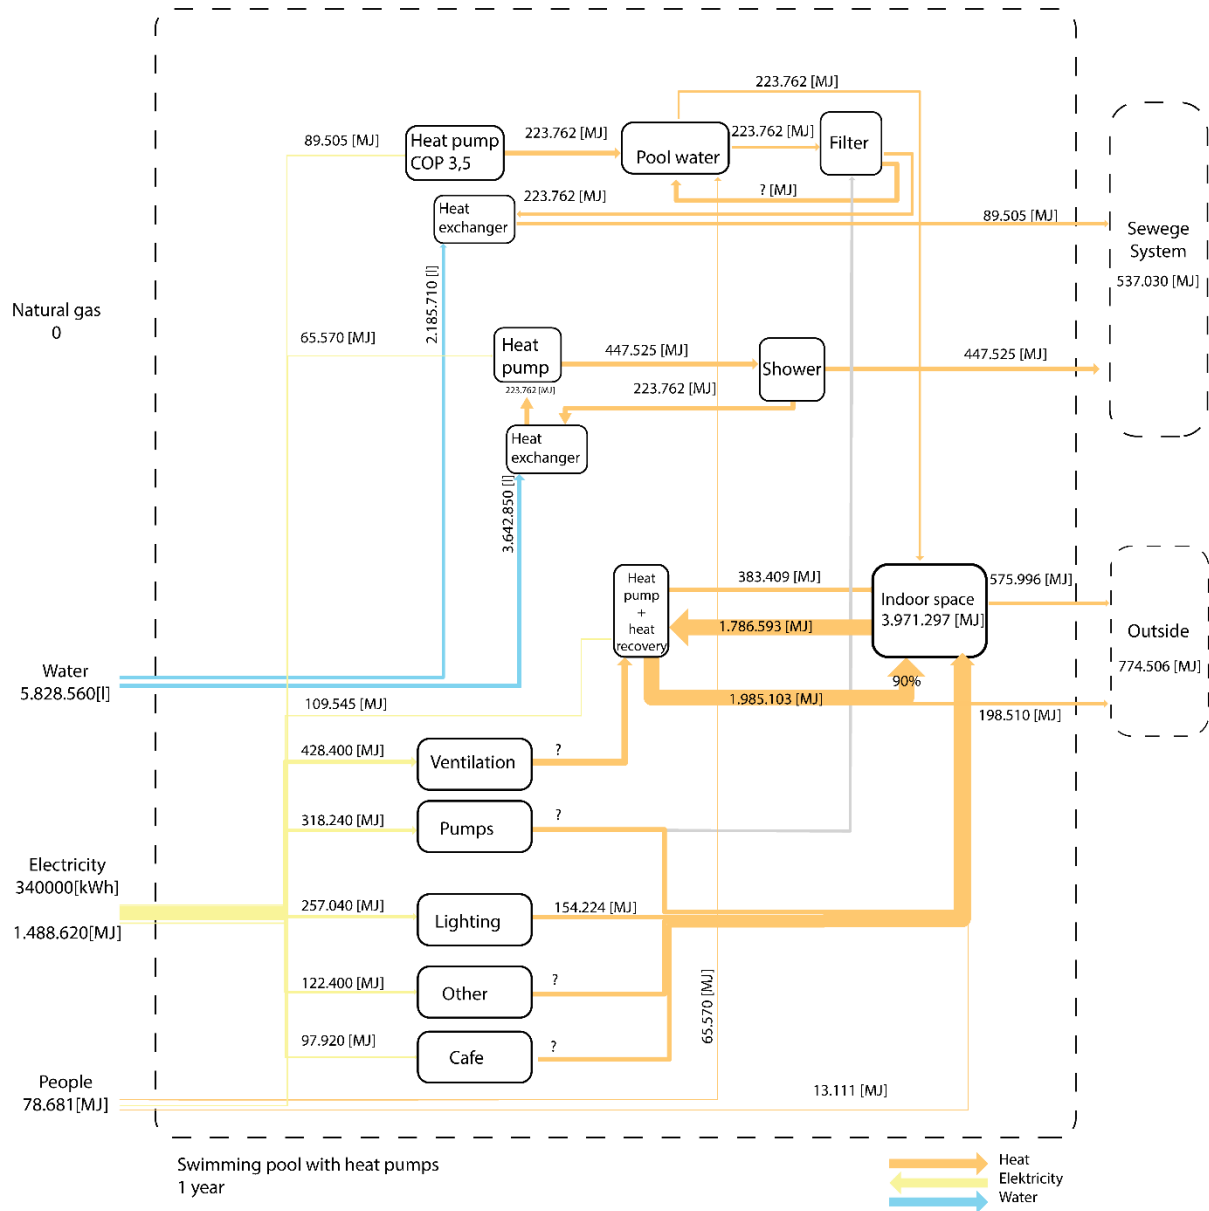 223.762 [MJ]
89.505 [MJ]
Heat pump
COP 3,5
223.762 [MJ]
Pool water
223.762 [MJ]
Filter
? [MJ]
223.762 [MJ]
Heat
exchanger
89.505 [MJ]
Sewege
System
537.030 [MJ]
2.185.710 [l]
Natural gas
0
65.570 [MJ]
Heat
pump
223.762 [MJ]
447.525 [MJ]
Shower
447.525 [MJ]
223.762 [MJ]
Heat
exchanger
3.642.850 [l]
Heat
pump
+
heat
recovery
383.409 [MJ]
Indoor space
3.971.297 [MJ]
575.996 [MJ]
1.786.593 [MJ]
Outside
774.506 [MJ]
90%
1.985.103 [MJ]
198.510 [MJ]
Water
5.828.560[l]
109.545 [MJ]
428.400 [MJ]
Ventilation
?
318.240 [MJ]
Pumps
?
Electricity
340000[kWh]
1.488.620[MJ]
257.040 [MJ]
Lighting
154.224 [MJ]
122.400 [MJ]
Other
?
65.570 [MJ]
97.920 [MJ]
Cafe
?
People
78.681[MJ]
13.111 [MJ]
Swimming pool with heat pumps
1 year
Heat
Elektricity
Water